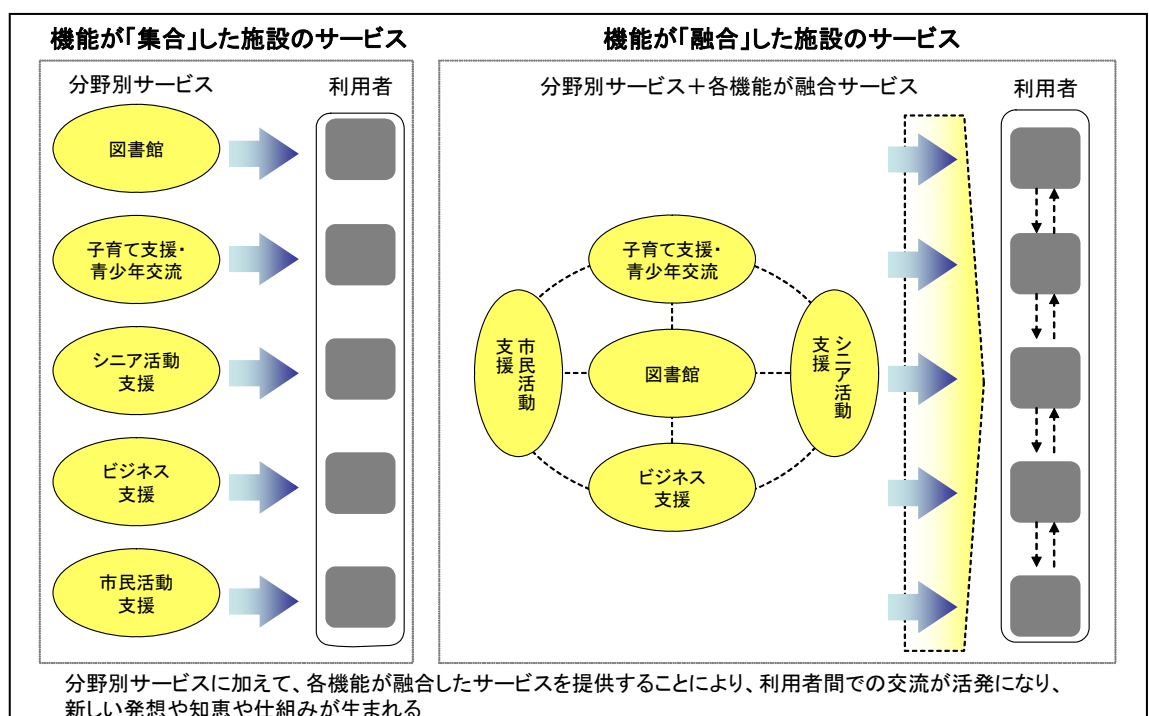 機能が「集合」した施設のサービス
分野別サービス
利用者
図書館
子育て支援・
青少年交流
シニア活動
支援
ビジネス
支援
市民活動
支援
機能が「融合」した施設のサービス
分野別サービス＋各機能が融合サービス
利用者
子育て支援・
青少年交流
市民活動
支援
図書館
シニア活動
支援
ビジネス
支援
分野別サービスに加えて、各機能が融合したサービスを提供することにより、利用者間での交流が活発になり、
新しい発想や知恵や仕組みが生まれる